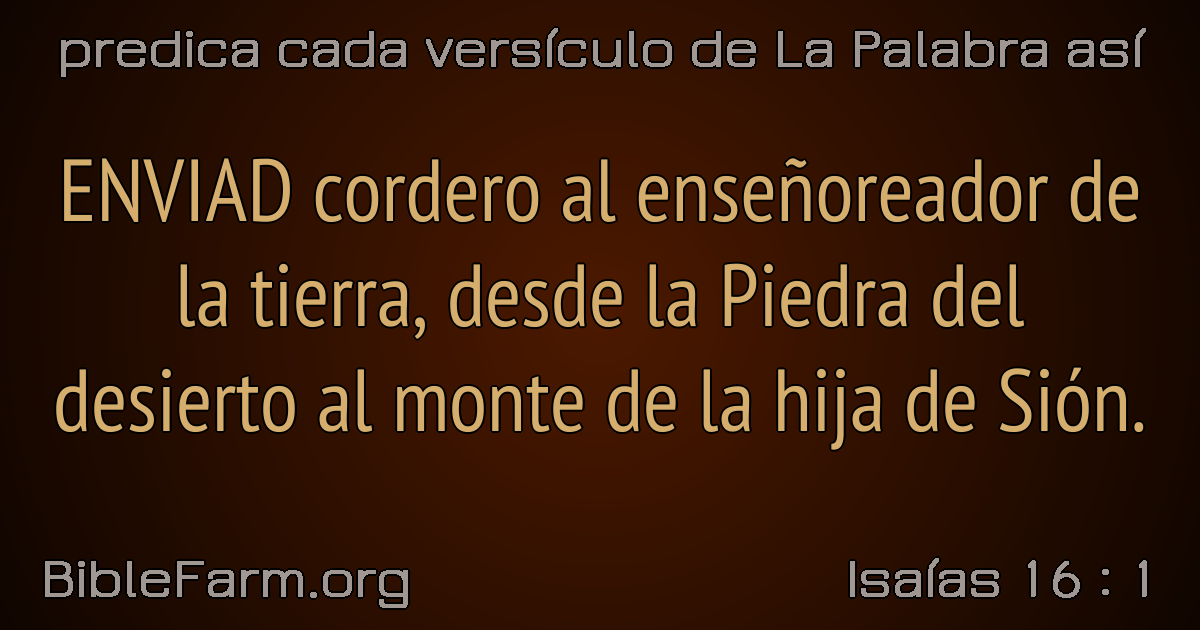 predica cada versículo de La Palabra así
ENVIAD cordero al enseñoreador de
la tierra, desde la Piedra del
desierto al monte de la hija de Sión.
BibleFarm.org
Isaías 16 : 1